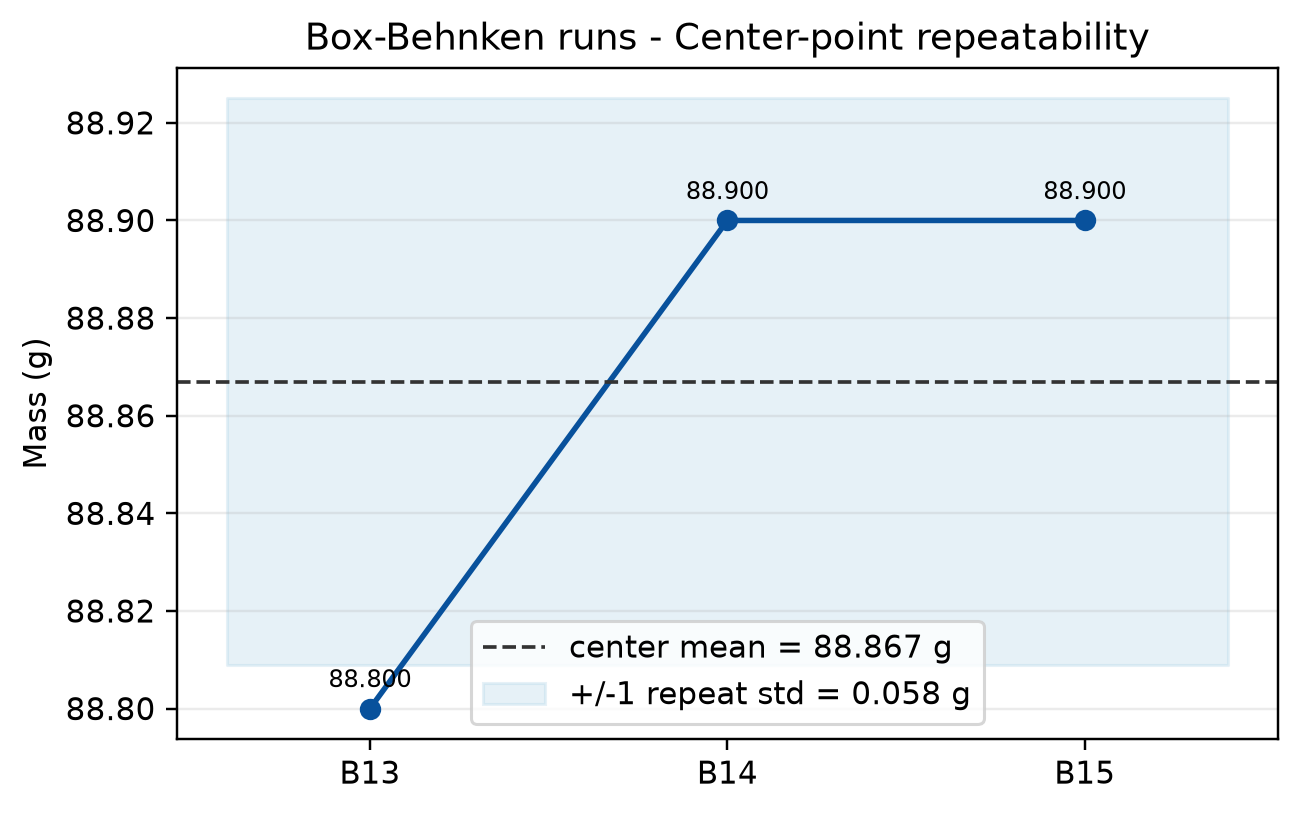 Box-Behnken runs - Center-point repeatability
Mass (g)
88.92
88.90
88.88
88.86
88.84
88.82
88.80
88.800
88.900
88.900
center mean = 88.867 g
+/-1 repeat std = 0.058 g
B13
B14
B15